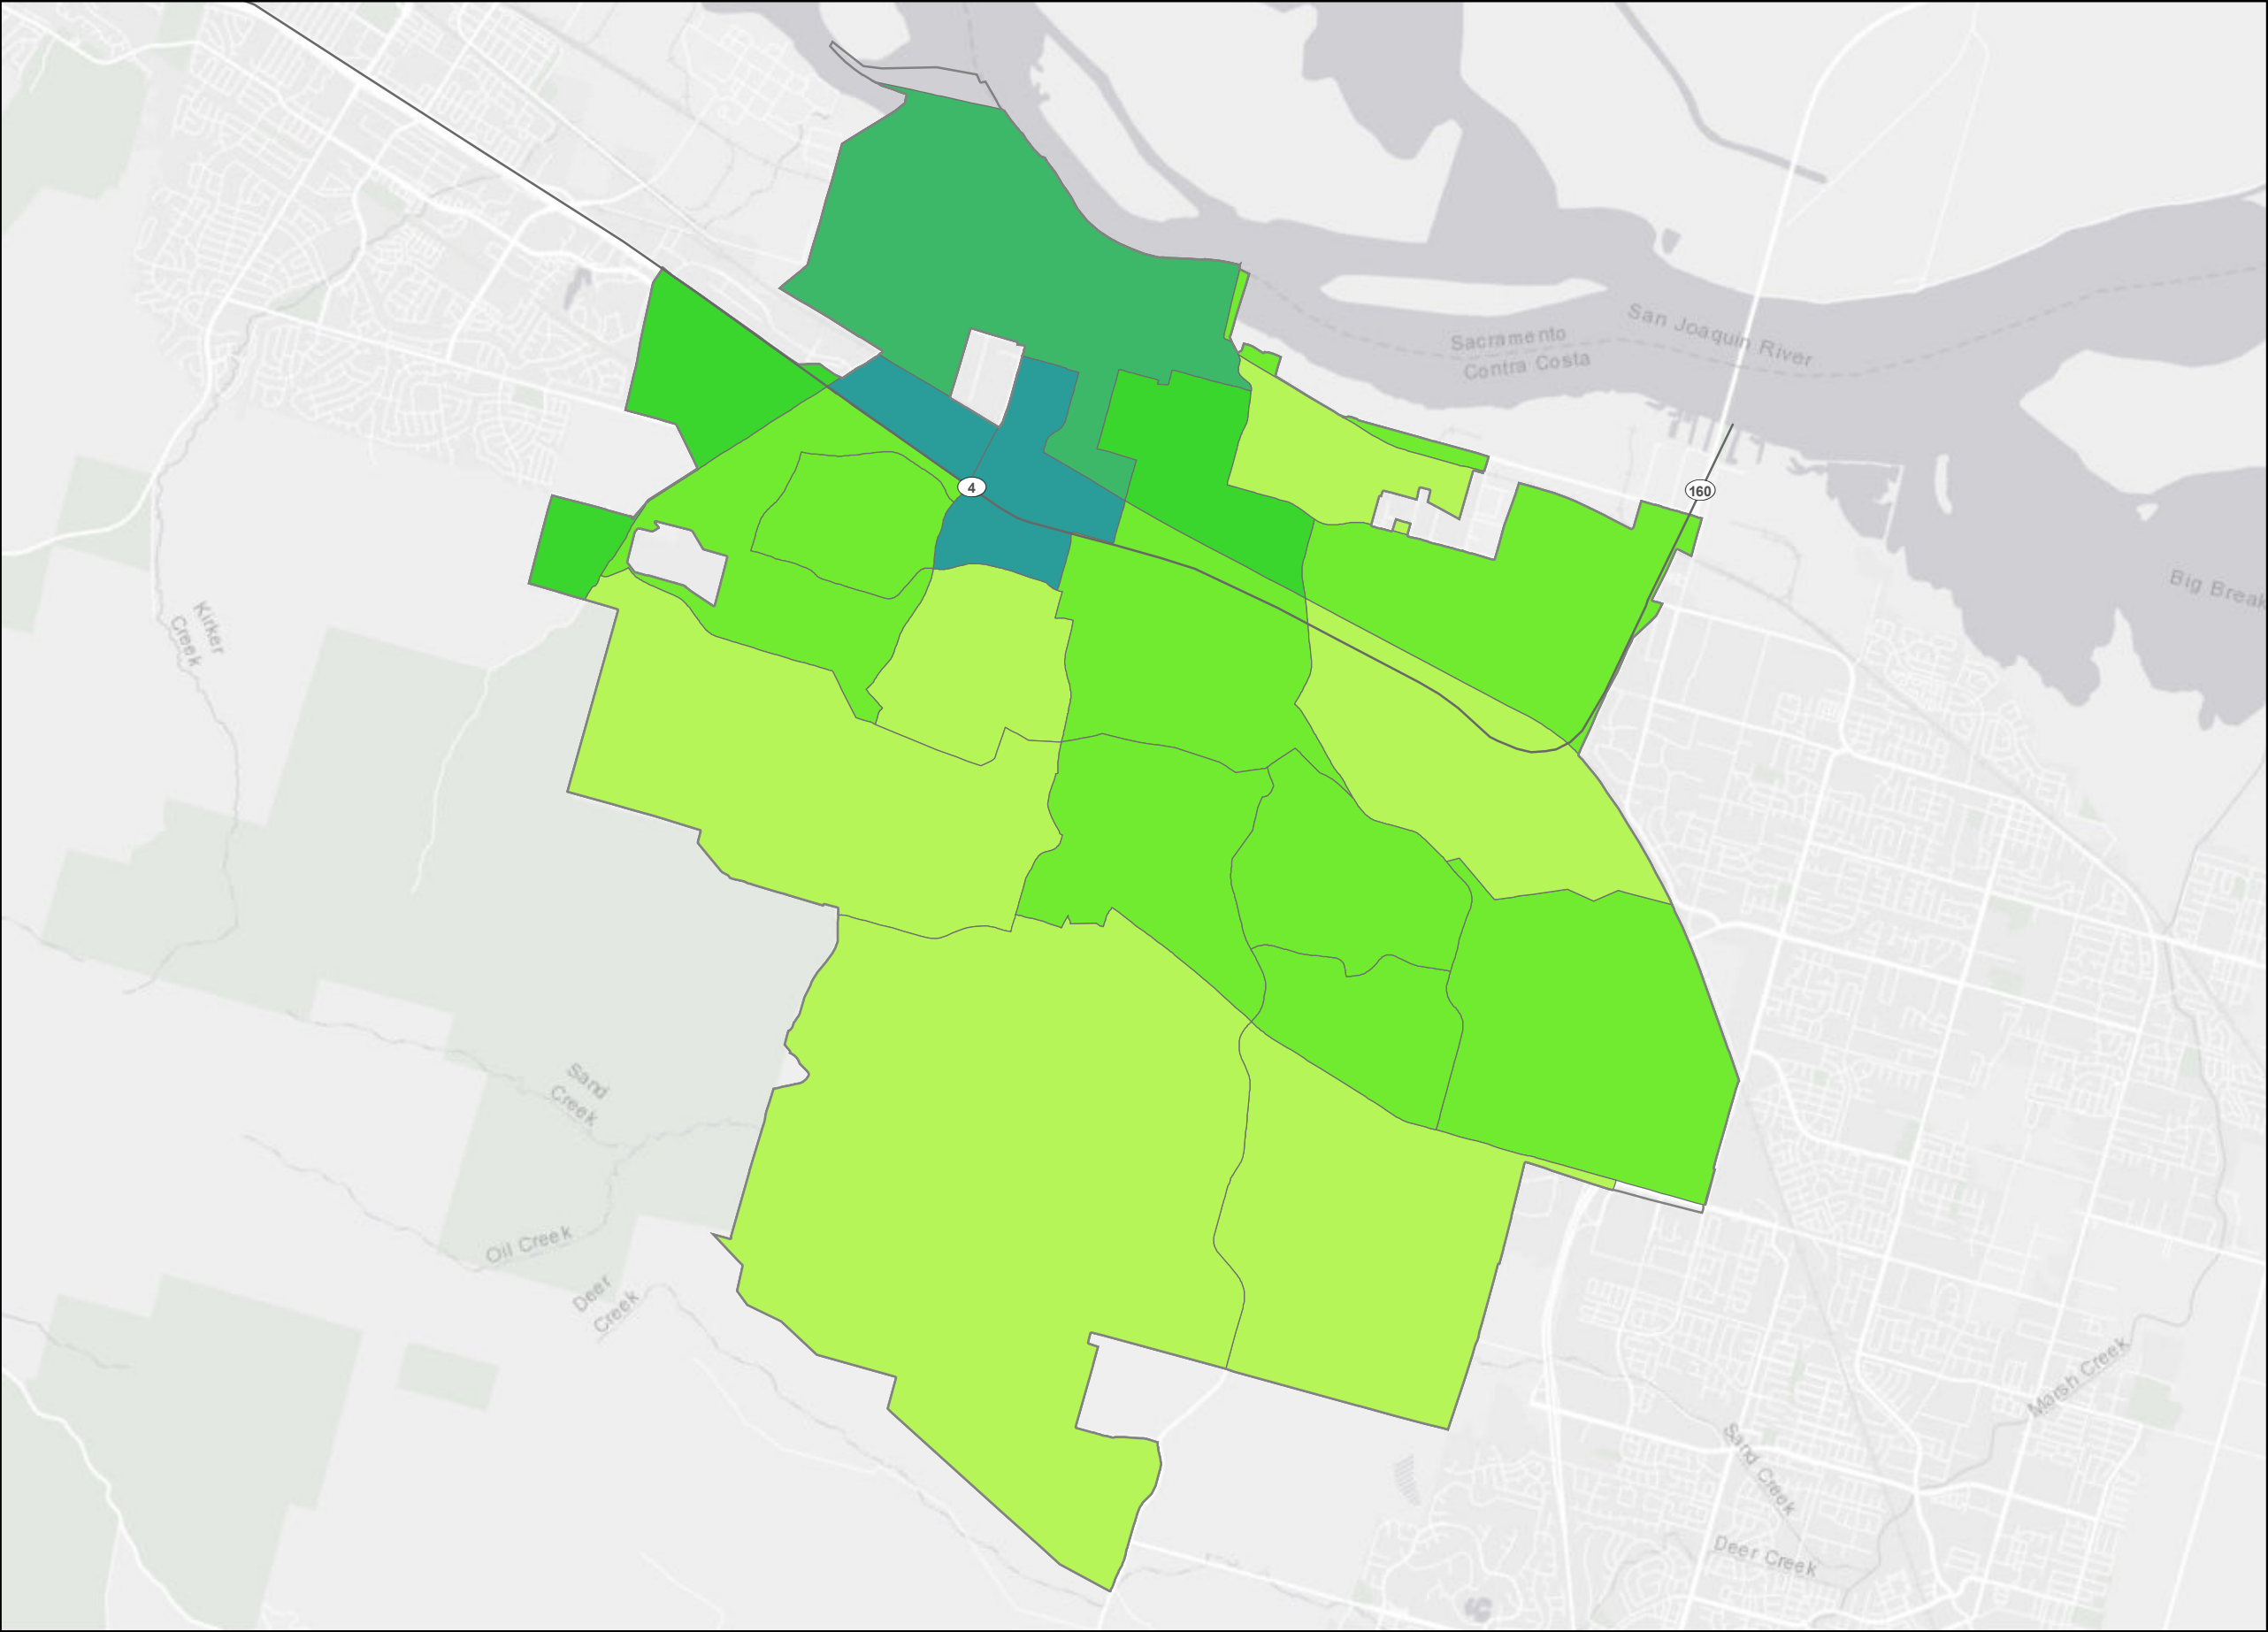 San Joaquin River
Sacramento
Contra Costa
4
160
Big Break
Kirker
Creek
Sand
Creek
Oil Creek
Deer
Creek
Marsh Creek
Sand Creek
Deer Creek